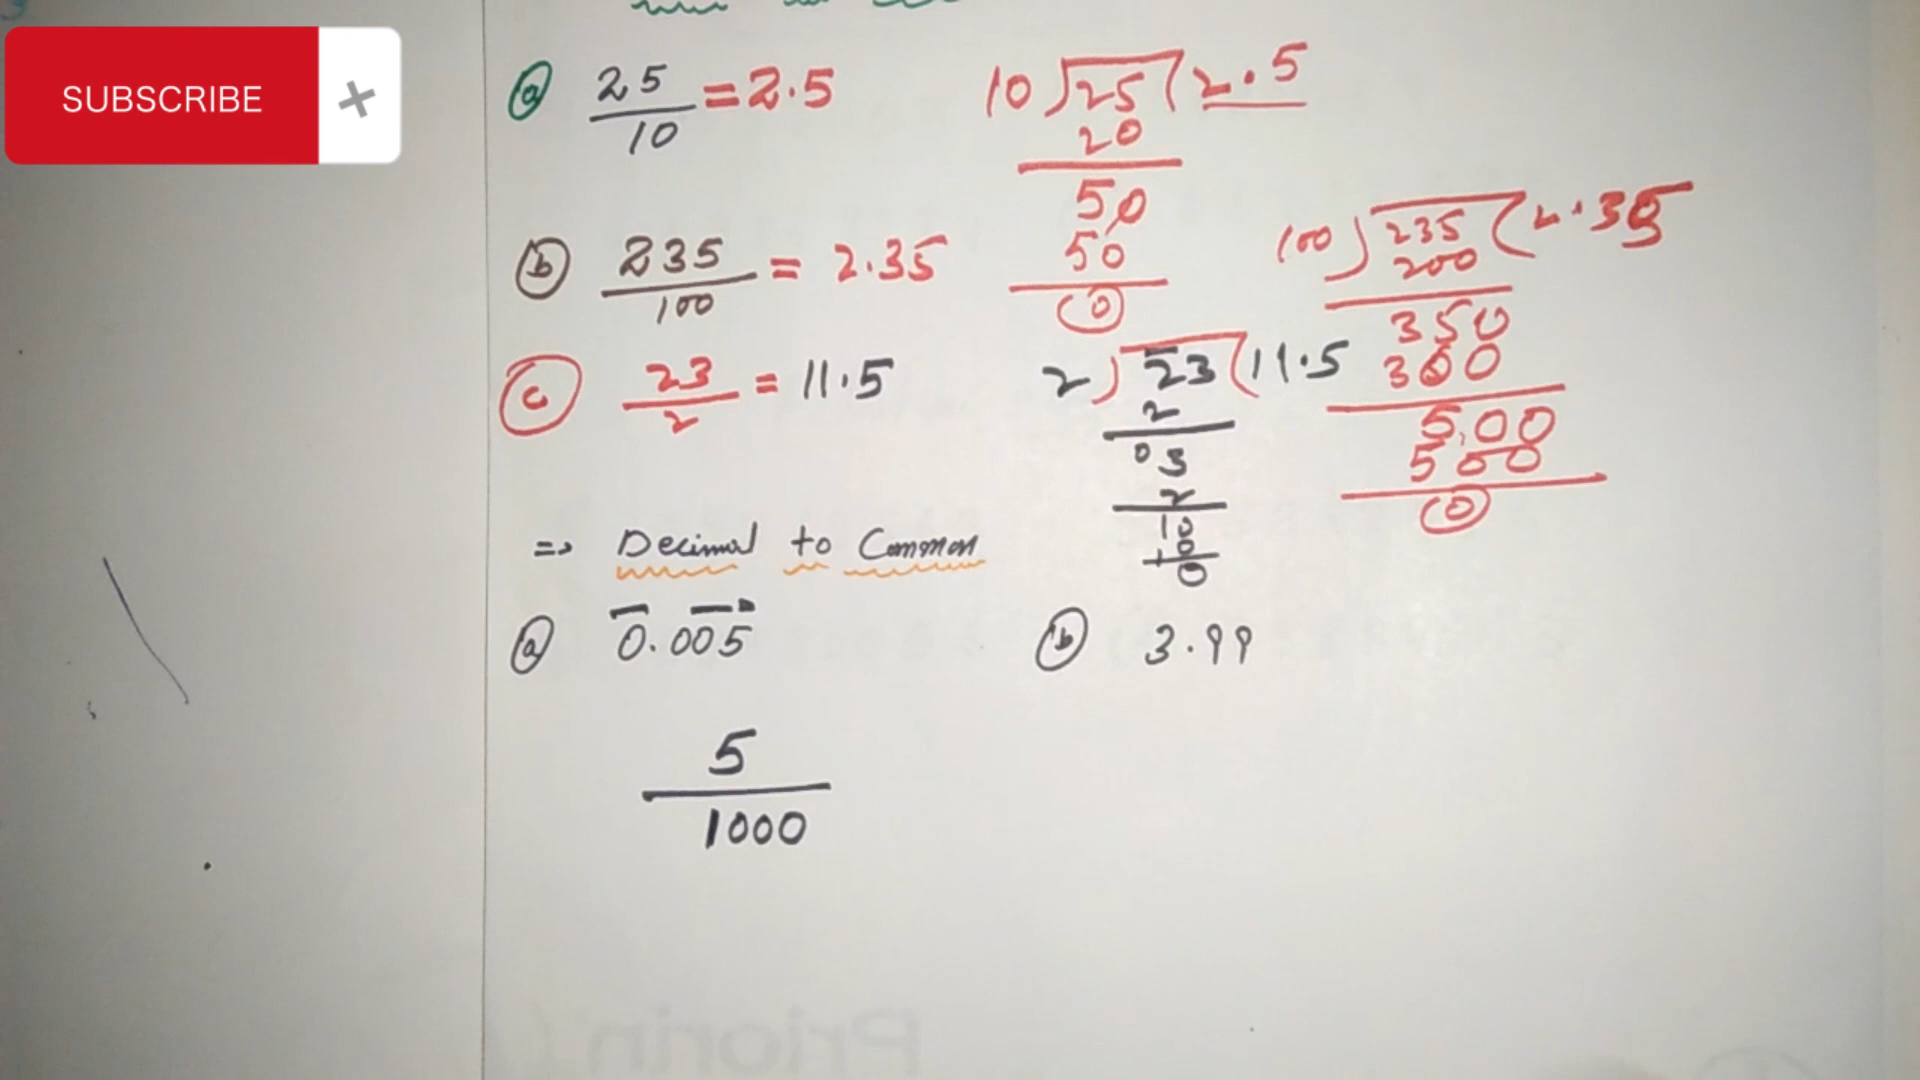 SUBSCRIBE +
(a) 25/10 = 2.5
10 ) 25 ( 2.5
20
50
50
0
(b) 235/100 = 2.35
100 ) 235 ( 2.35
200
350
300
500
500
0
(c) 23/2 = 11.5
2 ) 23 ( 11.5
2
03
2
10
10
0
=> Decimal to Common
(a) 0.005
(b) 3.99
5
1000